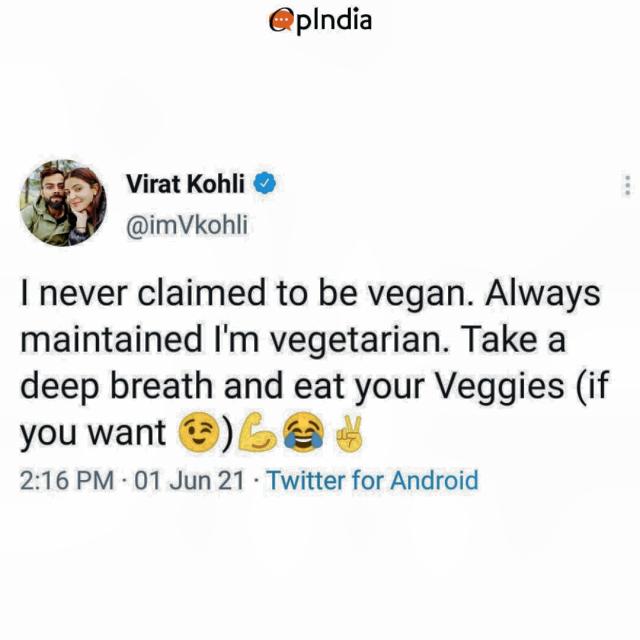 OpIndia
Virat Kohli
@imVkohli
I never claimed to be vegan. Always
maintained I'm vegetarian. Take a
deep breath and eat your Veggies (if
you want 😉)💪😂✌️
2:16 PM · 01 Jun 21 · Twitter for Android